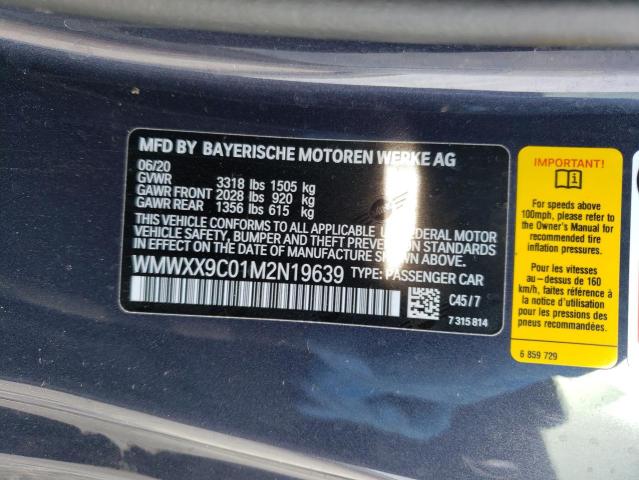 MFD BY BAYERISCHE MOTOREN WERKE AG
06/20
GVWR 3318 lbs 1505 kg
GAWR FRONT 2028 lbs 920 kg
GAWR REAR 1356 lbs 615 kg
THIS VEHICLE CONFORMS TO ALL APPLICABLE U.S. FEDERAL MOTOR
VEHICLE SAFETY, BUMPER AND THEFT PREVENTION STANDARDS IN
EFFECT ON THE DATE OF MANUFACTURE SHOWN ABOVE.
WMWXX9C01M2N19639 TYPE: PASSENGER CAR
C45/7
7 315 814
IMPORTANT!
For speeds above
100mph, please refer to
the Owner's Manual for
recommended tire
inflation pressures.
Pour les vitesses
au-dessus de 160
km/h, faites référence à
la notice d'utilisation
pour les pressions des
pneus recommandées.
6 859 729